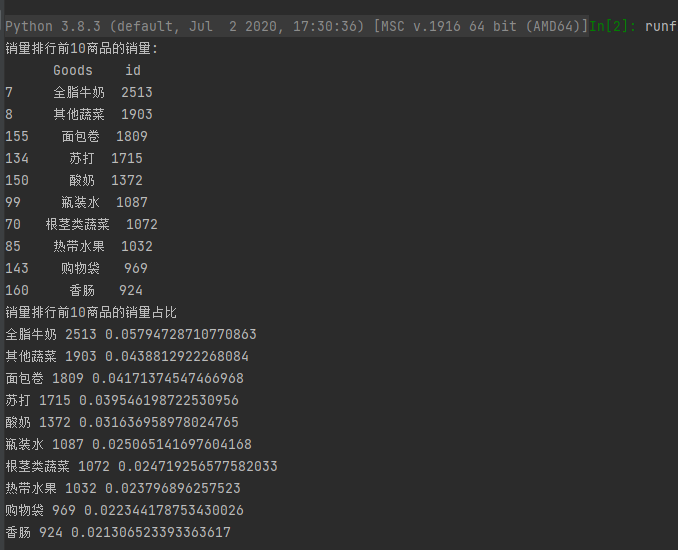 Python 3.8.3 (default, Jul  2 2020, 17:30:36) [MSC v.1916 64 bit (AMD64)]In[2]: runf
销量排行前10商品的销量:
      Goods    id
7     全脂牛奶  2513
8     其他蔬菜  1903
155    面包卷  1809
134     苏打  1715
150     酸奶  1372
99     瓶装水  1087
70   根茎类蔬菜  1072
85    热带水果  1032
143    购物袋   969
160     香肠   924
销量排行前10商品的销量占比
全脂牛奶 2513 0.05794728710770863
其他蔬菜 1903 0.0438812922268084
面包卷 1809 0.04171374547466968
苏打 1715 0.039546198722530956
酸奶 1372 0.031636958978024765
瓶装水 1087 0.025065141697604168
根茎类蔬菜 1072 0.024719256577582033
热带水果 1032 0.023796896257523
购物袋 969 0.022344178753430026
香肠 924 0.021306523393363617